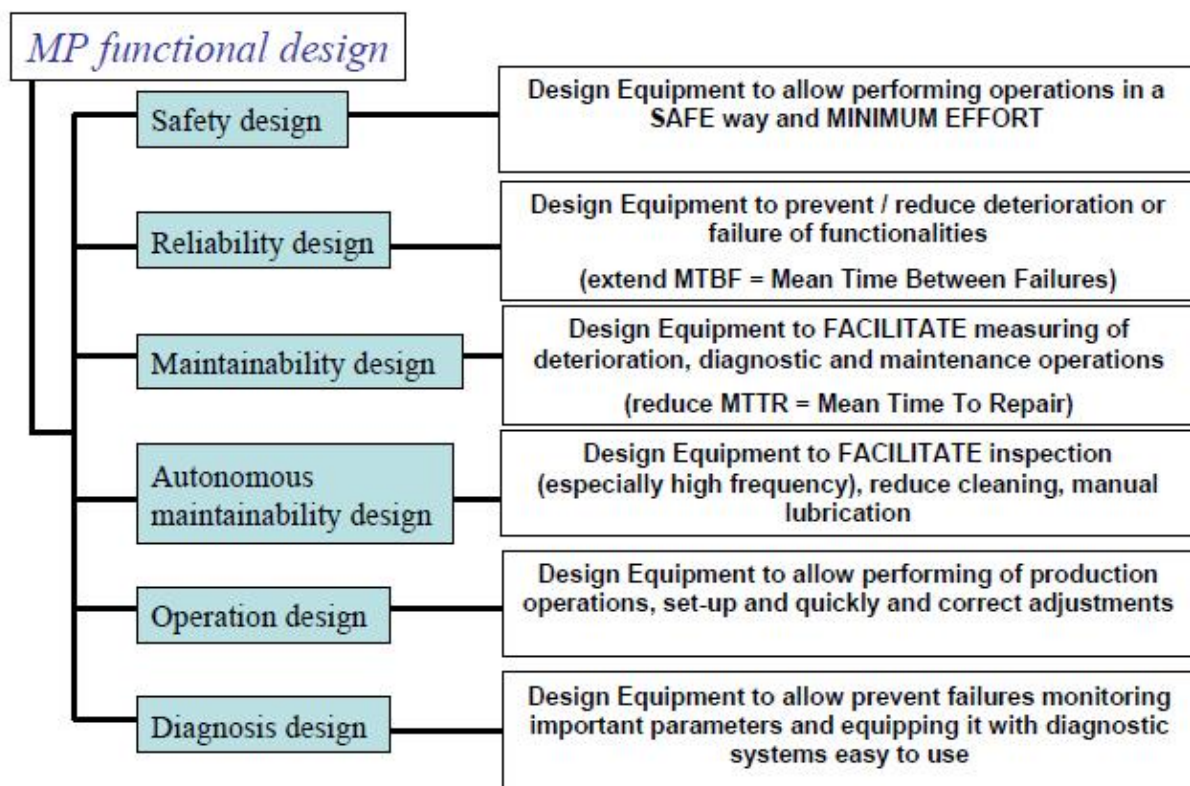 MP functional design
Safety design
Design Equipment to allow performing operations in a
SAFE way and MINIMUM EFFORT
Reliability design
Design Equipment to prevent / reduce deterioration or
failure of functionalities
(extend MTBF = Mean Time Between Failures)
Maintainability design
Design Equipment to FACILITATE measuring of
deterioration, diagnostic and maintenance operations
(reduce MTTR = Mean Time To Repair)
Autonomous
maintainability design
Design Equipment to FACILITATE inspection
(especially high frequency), reduce cleaning, manual
lubrication
Operation design
Design Equipment to allow performing of production
operations, set-up and quickly and correct adjustments
Diagnosis design
Design Equipment to allow prevent failures monitoring
important parameters and equipping it with diagnostic
systems easy to use